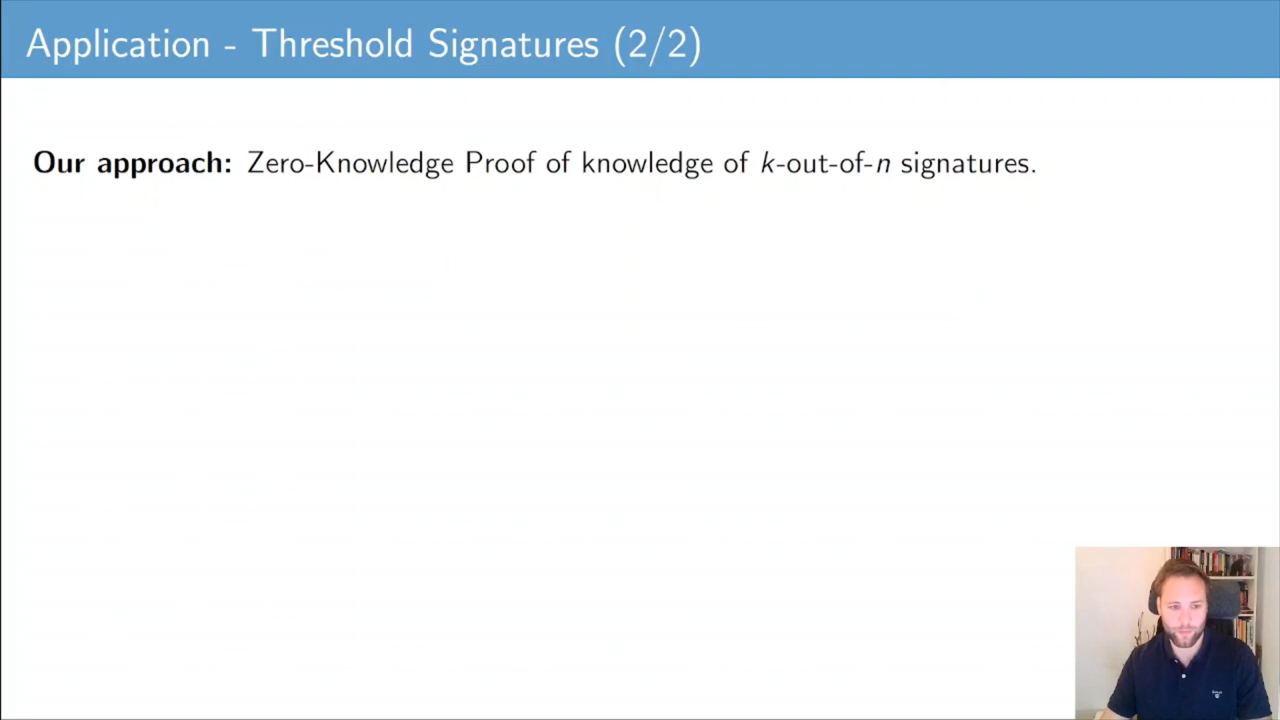 Application - Threshold Signatures (2/2)
Our approach: Zero-Knowledge Proof of knowledge of k-out-of-n signatures.